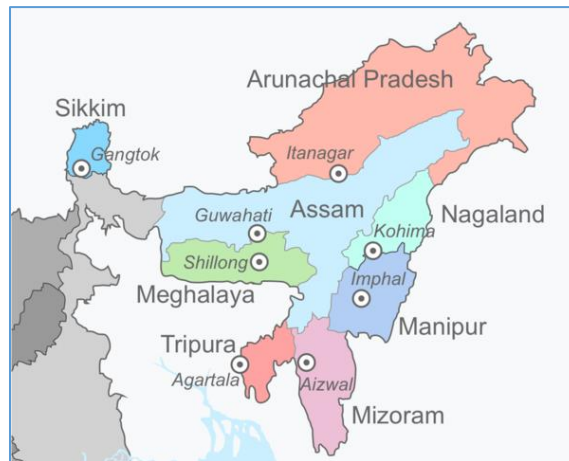 Arunachal Pradesh
Sikkim
Gangtok
Itanagar
Guwahati
Assam
Nagaland
Kohima
Shillong
Imphal
Meghalaya
Manipur
Tripura
Agartala
Aizwal
Mizoram